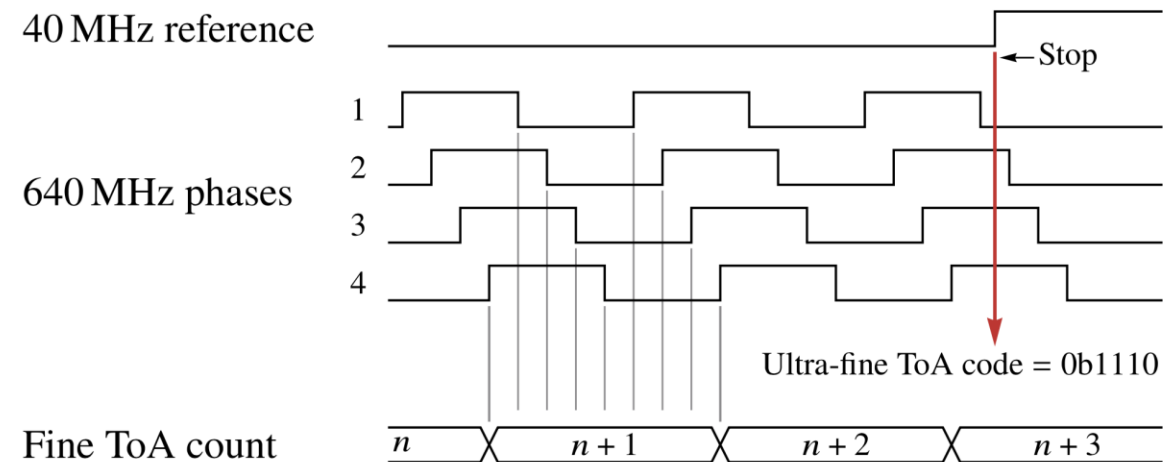 40 MHz reference
Stop
1
2
640 MHz phases
3
4
Ultra-fine ToA code = 0b1110
Fine ToA count
n
n + 1
n + 2
n + 3